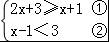 2x+3≥x+1 ①
x-1<3 ②